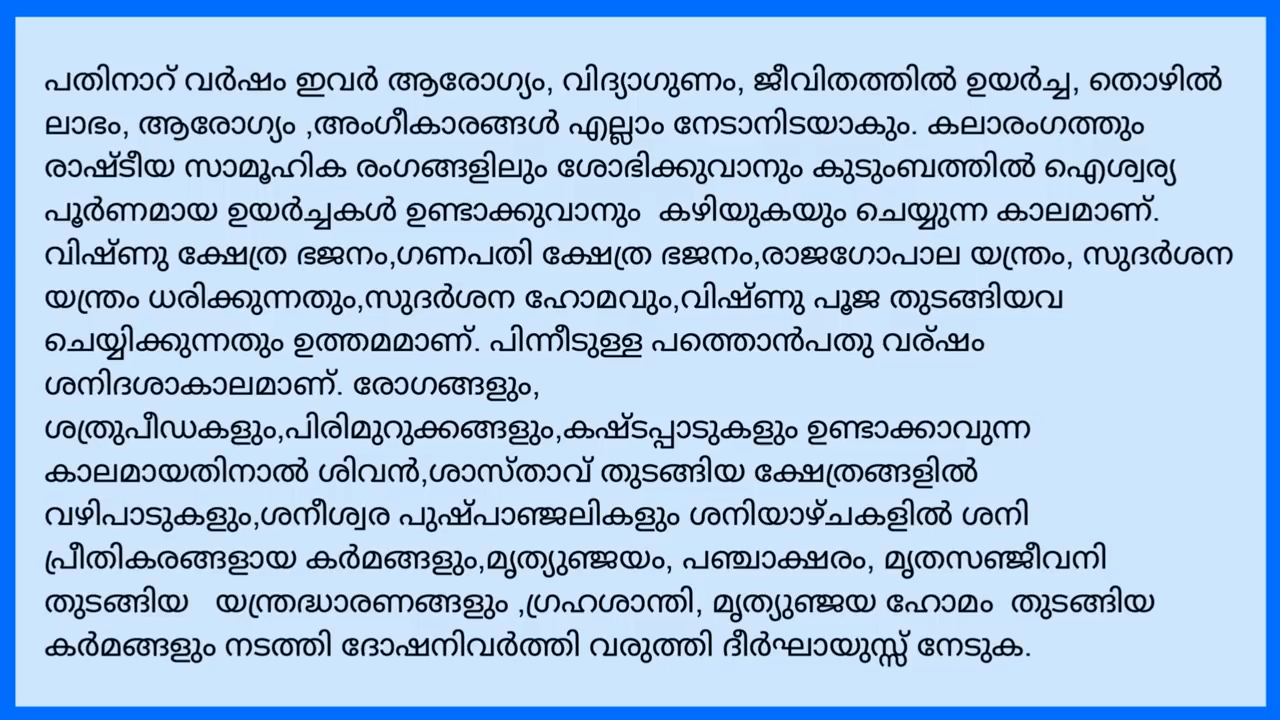 പതിനാറ് വർഷം ഇവർ ആരോഗ്യം, വിദ്യാഗുണം, ജീവിതത്തിൽ ഉയർച്ച, തൊഴിൽ
ലാഭം, ആരോഗ്യം ,അംഗീകാരങ്ങൾ എല്ലാം നേടാനിടയാകും. കലാരംഗത്തും
രാഷ്ടീയ സാമൂഹിക രംഗങ്ങളിലും ശോഭിക്കുവാനും കുടുംബത്തിൽ ഐശ്വര്യ
പൂർണമായ ഉയർച്ചകൾ ഉണ്ടാക്കുവാനും കഴിയുകയും ചെയ്യുന്ന കാലമാണ്.
വിഷ്ണു ക്ഷേത്ര ഭജനം,ഗണപതി ക്ഷേത്ര ഭജനം,രാജഗോപാല യന്ത്രം, സുദർശന
യന്ത്രം ധരിക്കുന്നതും,സുദർശന ഹോമവും,വിഷ്ണു പൂജ തുടങ്ങിയവ
ചെയ്യിക്കുന്നതും ഉത്തമമാണ്. പിന്നീടുള്ള പത്തൊൻപതു വര്ഷം
ശനിദശാകാലമാണ്. രോഗങ്ങളും,
ശത്രുപീഡകളും,പിരിമുറുക്കങ്ങളും,കഷ്ടപ്പാടുകളും ഉണ്ടാക്കാവുന്ന
കാലമായതിനാൽ ശിവൻ,ശാസ്താവ് തുടങ്ങിയ ക്ഷേത്രങ്ങളിൽ
വഴിപാടുകളും,ശനീശ്വര പുഷ്പാഞ്ജലികളും ശനിയാഴ്ചകളിൽ ശനി
പ്രീതികരങ്ങളായ കർമങ്ങളും,മൃത്യുഞ്ജയം, പഞ്ചാക്ഷരം, മൃതസഞ്ജീവനി
തുടങ്ങിയ യന്ത്രദ്ധാരണങ്ങളും ,ഗ്രഹശാന്തി, മൃത്യുഞ്ജയ ഹോമം തുടങ്ങിയ
കർമങ്ങളും നടത്തി ദോഷനിവർത്തി വരുത്തി ദീർഘായുസ്സ് നേടുക.